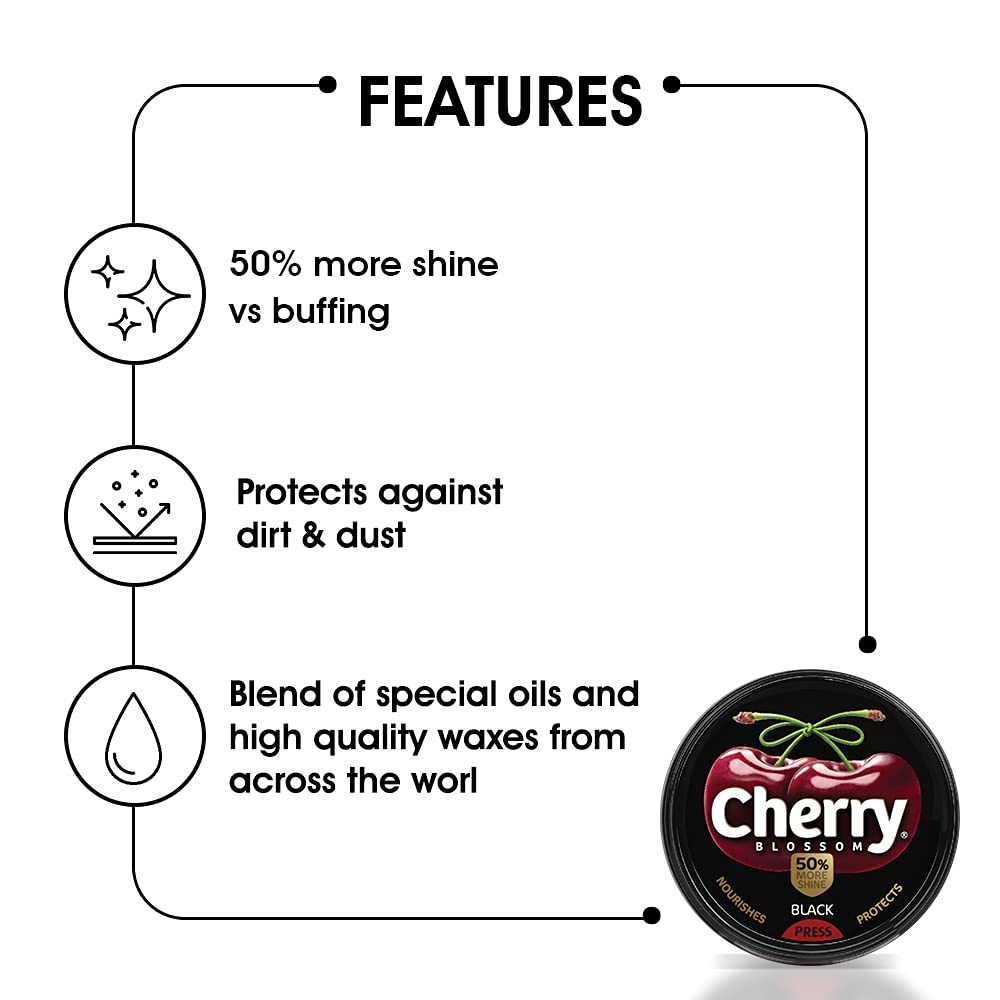 FEATURES
50% more shine
vs buffing
Protects against
dirt & dust
Blend of special oils and
high quality waxes from
across the worl
Cherry®
BLOSSOM
50%
MORE
SHINE
NOURISHES
PROTECTS
BLACK
PRESS